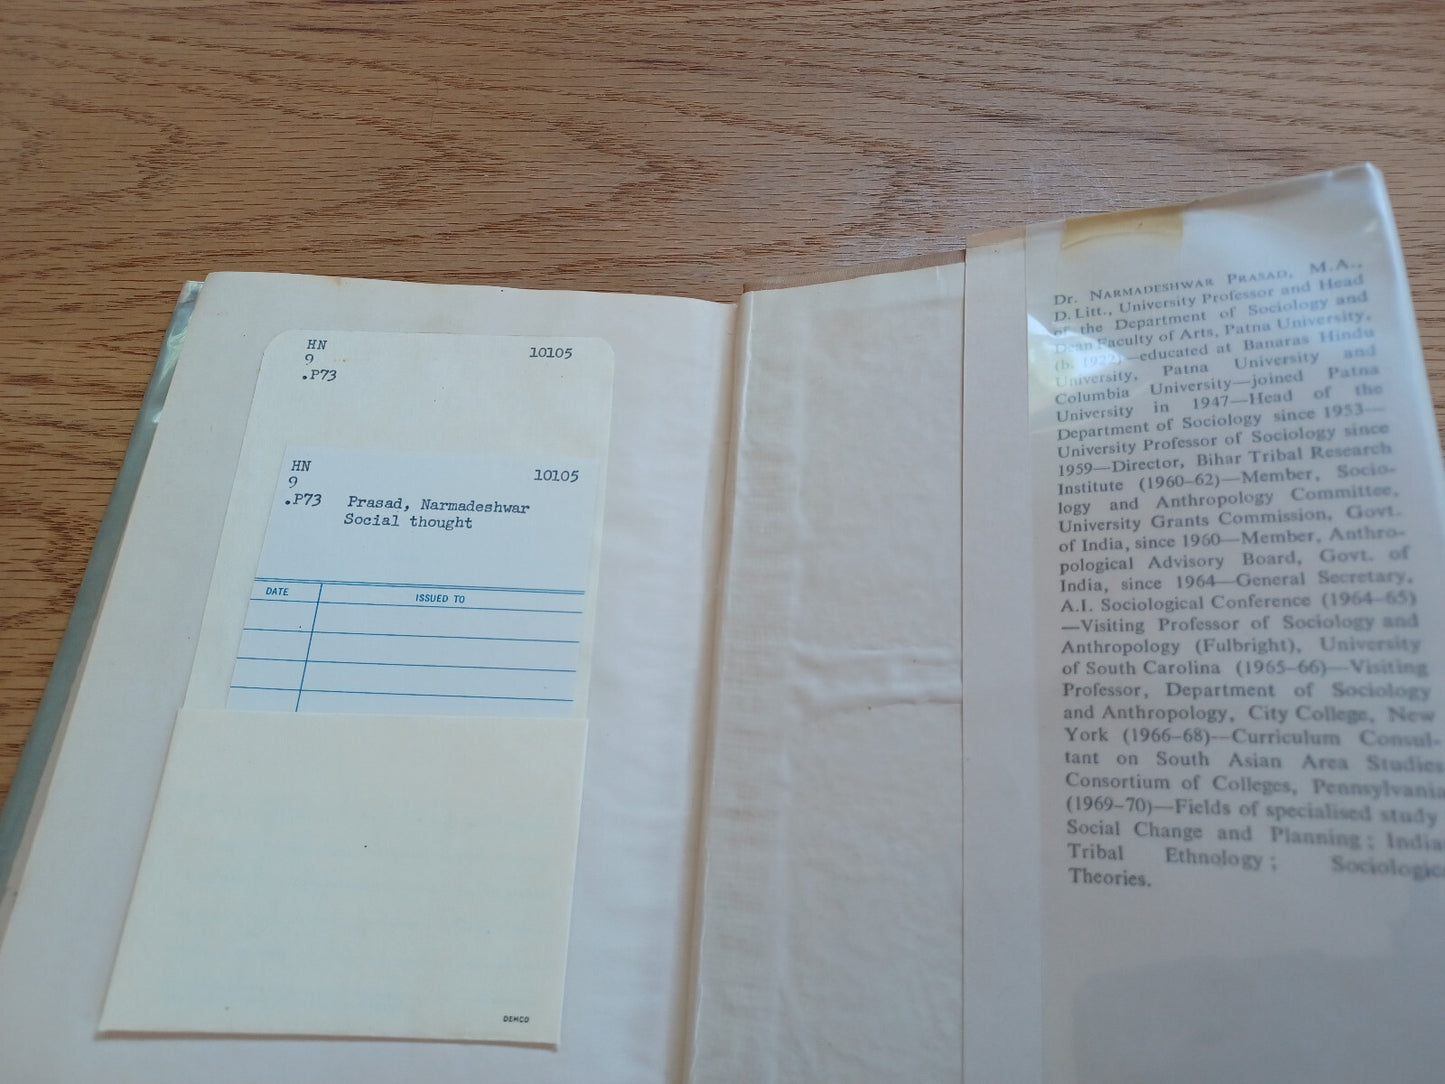 HN
9
.P73
10105
HN
9
.P73
10105
Prasad, Narmadeshwar
Social thought
DATE
ISSUED TO
DEMCO
Dr. NARMADESHWAR PRASAD, M.A.,
D. Litt., University Professor and Head
of the Department of Sociology and
Dean Faculty of Arts, Patna University,
(b. 1922)—educated at Banaras Hindu
University, Patna University and
Columbia University—joined Patna
University in 1947—Head of the
Department of Sociology since 1953—
University Professor of Sociology since
1959—Director, Bihar Tribal Research
Institute (1960–62)—Member, Socio-
logy and Anthropology Committee,
University Grants Commission, Govt.
of India, since 1960—Member, Anthro-
pological Advisory Board, Govt. of
India, since 1964—General Secretary,
A.I. Sociological Conference (1964–65)
—Visiting Professor of Sociology and
Anthropology (Fulbright), University
of South Carolina (1965–66)—Visiting
Professor, Department of Sociology
and Anthropology, City College, New
York (1966–68)—Curriculum Consul-
tant on South Asian Area Studies
Consortium of Colleges, Pennsylvania
(1969–70)—Fields of specialised study
Social Change and Planning; India
Tribal Ethnology; Sociologica
Theories.